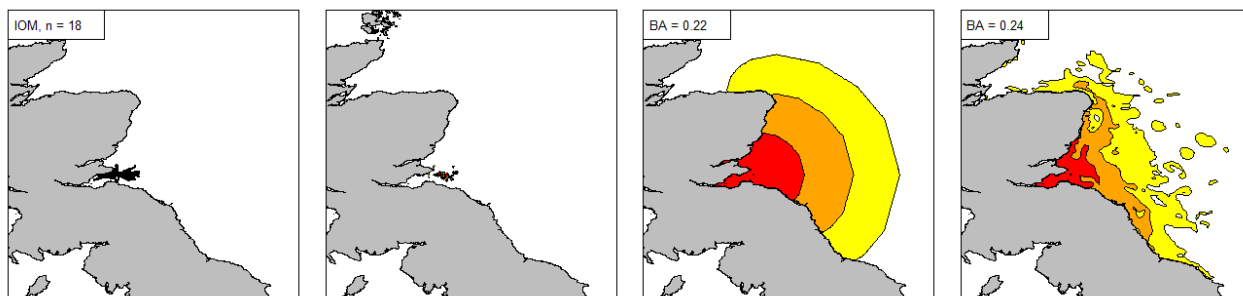 IOM, n = 18
BA = 0.22
BA = 0.24